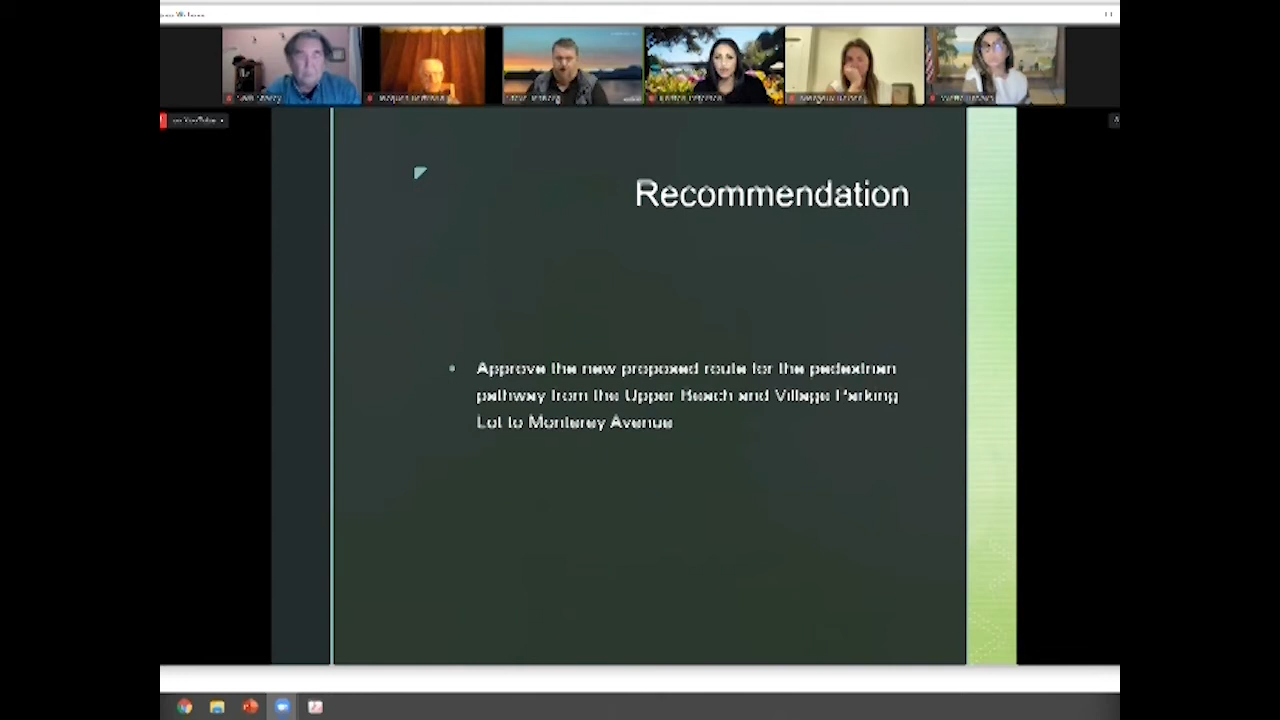 Recommendation
Approve the new proposed route for the pedestrian
pathway from the Upper Beach and Village Parking
Lot to Monterey Avenue